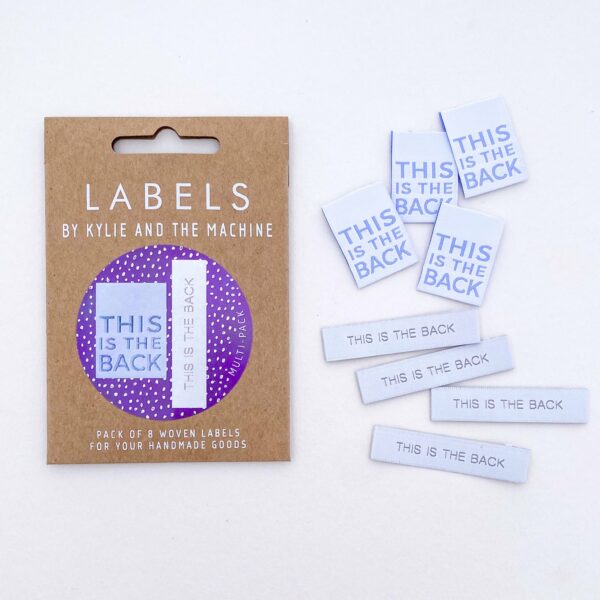 LABELS
BY KYLIE AND THE MACHINE
THIS
IS THE
BACK
THIS IS THE BACK
MULTI-PACK
PACK OF 8 WOVEN LABELS
FOR YOUR HANDMADE GOODS
THIS
IS THE
BACK
THIS
IS THE
BACK
THIS
IS THE
BACK
THIS
IS THE
BACK
THIS IS THE BACK
THIS IS THE BACK
THIS IS THE BACK
THIS IS THE BACK